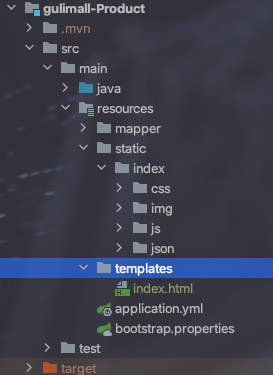 gulimall-Product
.mvn
src
main
java
resources
mapper
static
index
css
img
js
json
templates
index.html
application.yml
bootstrap.properties
test
target